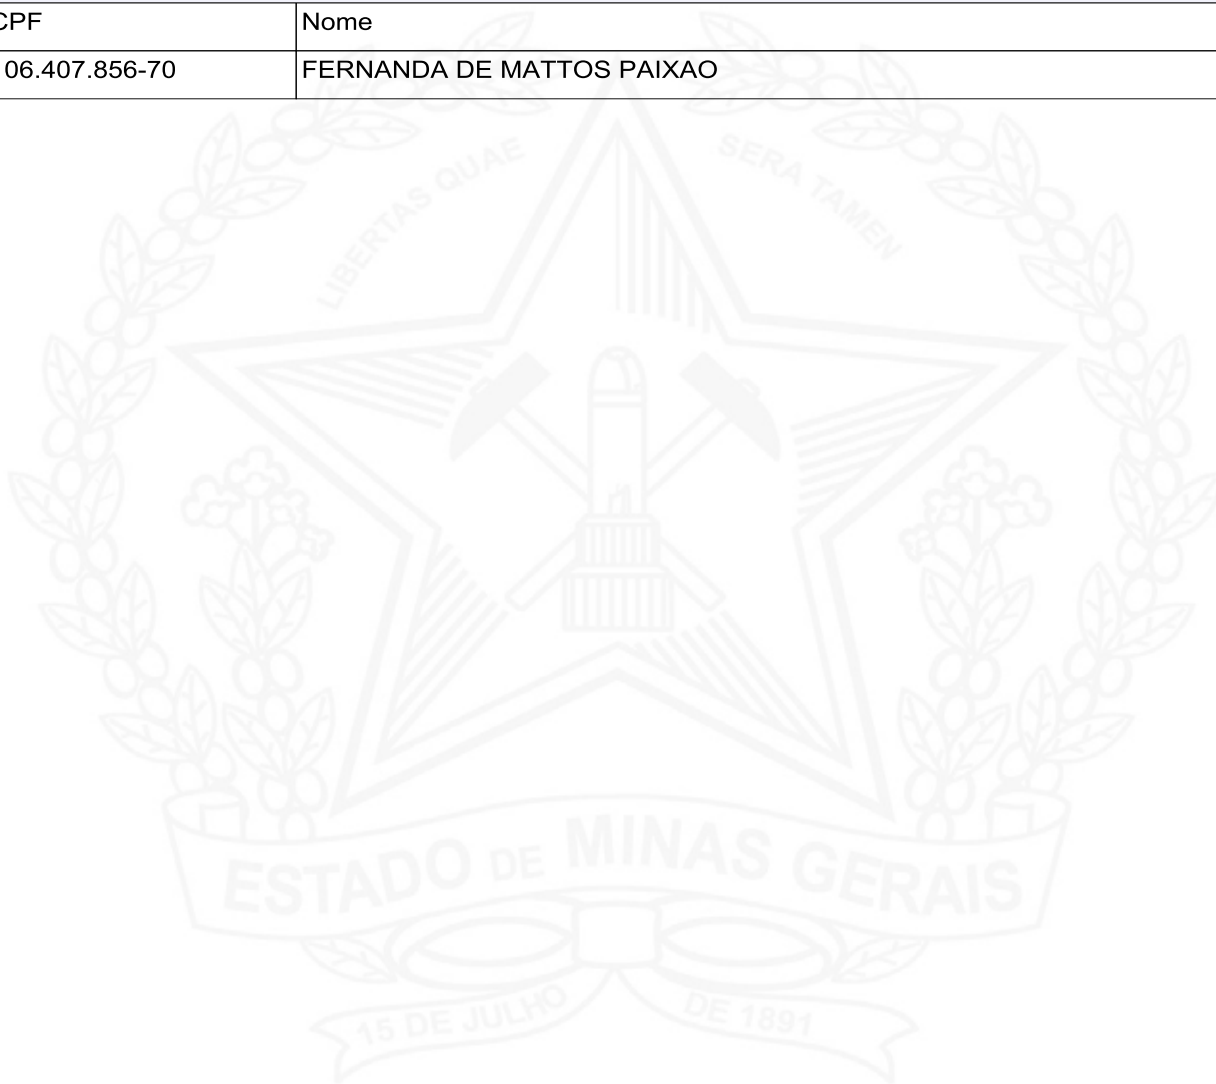 CPF Nome
06.407.856-70 FERNANDA DE MATTOS PAIXAO
LIBERTAS QUAE SERA TAMEN
ESTADO DE MINAS GERAIS
15 DE JULHO DE 1891